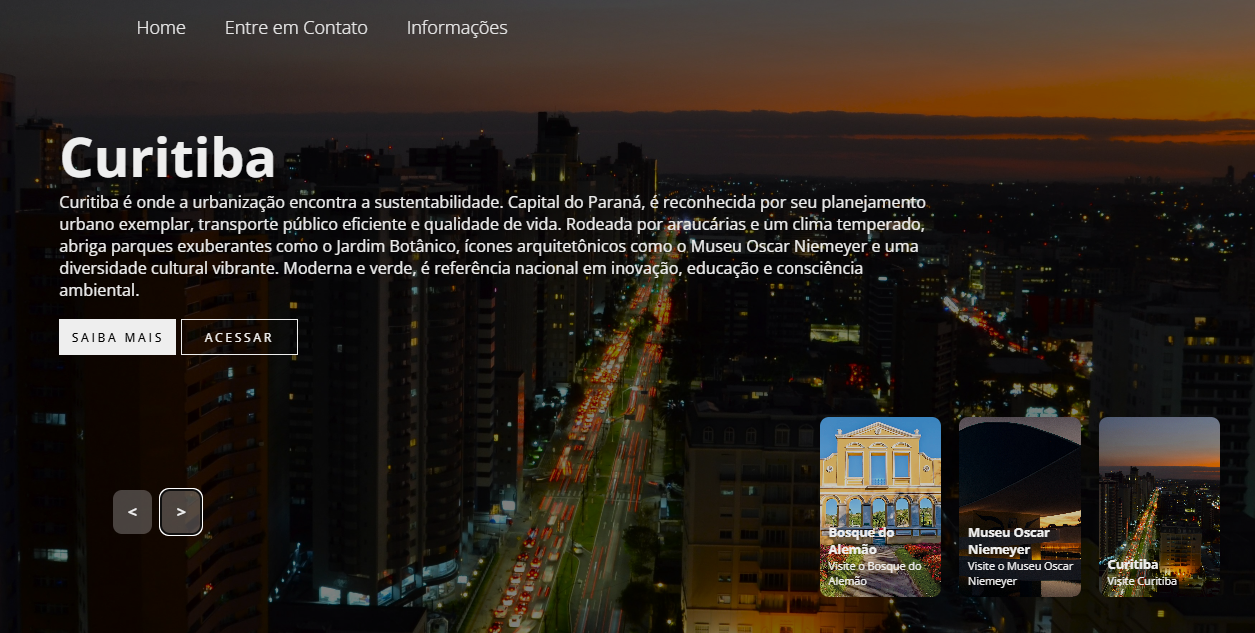 Home Entre em Contato Informações
Curitiba
Curitiba é onde a urbanização encontra a sustentabilidade. Capital do Paraná, é reconhecida por seu planejamento
urbano exemplar, transporte público eficiente e qualidade de vida. Rodeada por araucárias e um clima temperado,
abriga parques exuberantes como o Jardim Botânico, ícones arquitetônicos como o Museu Oscar Niemeyer e uma
diversidade cultural vibrante. Moderna e verde, é referência nacional em inovação, educação e consciência
ambiental.
SAIBA MAIS ACESSAR
< >
Bosque do
Alemão
Visite o Bosque do
Alemão
Museu Oscar
Niemeyer
Visite o Museu Oscar
Niemeyer
Curitiba
Visite Curitiba